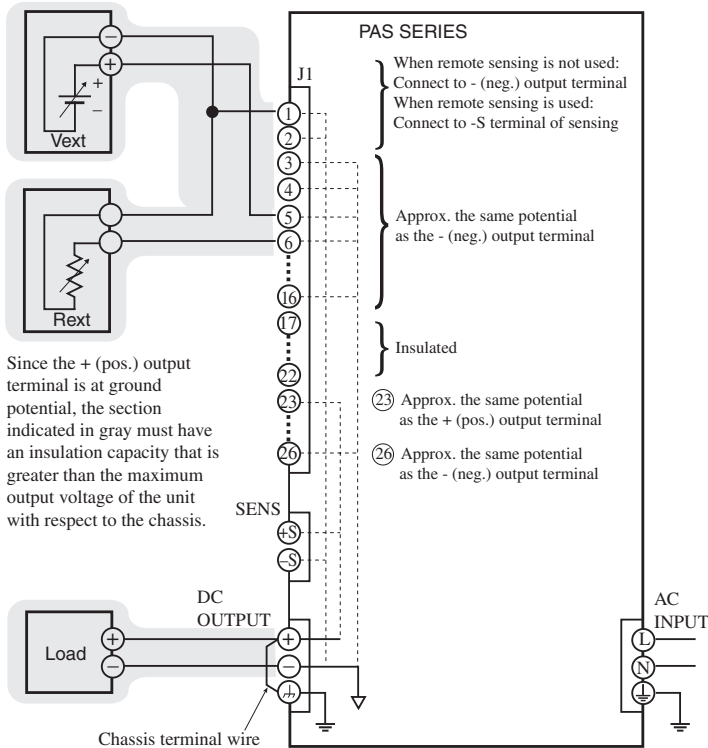 PAS SERIES
−
+
+
−
Vext
J1
When remote sensing is not used:
Connect to - (neg.) output terminal
When remote sensing is used:
Connect to -S terminal of sensing
1
2
3
4
5
6
16
17
22
23
26
Approx. the same potential
as the - (neg.) output terminal
Rext
Insulated
23 Approx. the same potential
as the + (pos.) output terminal
26 Approx. the same potential
as the - (neg.) output terminal
Since the + (pos.) output
terminal is at ground
potential, the section
indicated in gray must have
an insulation capacity that is
greater than the maximum
output voltage of the unit
with respect to the chassis.
SENS
+S
–S
DC
OUTPUT
AC
INPUT
Load
+
−
+
−
L
N
Chassis terminal wire